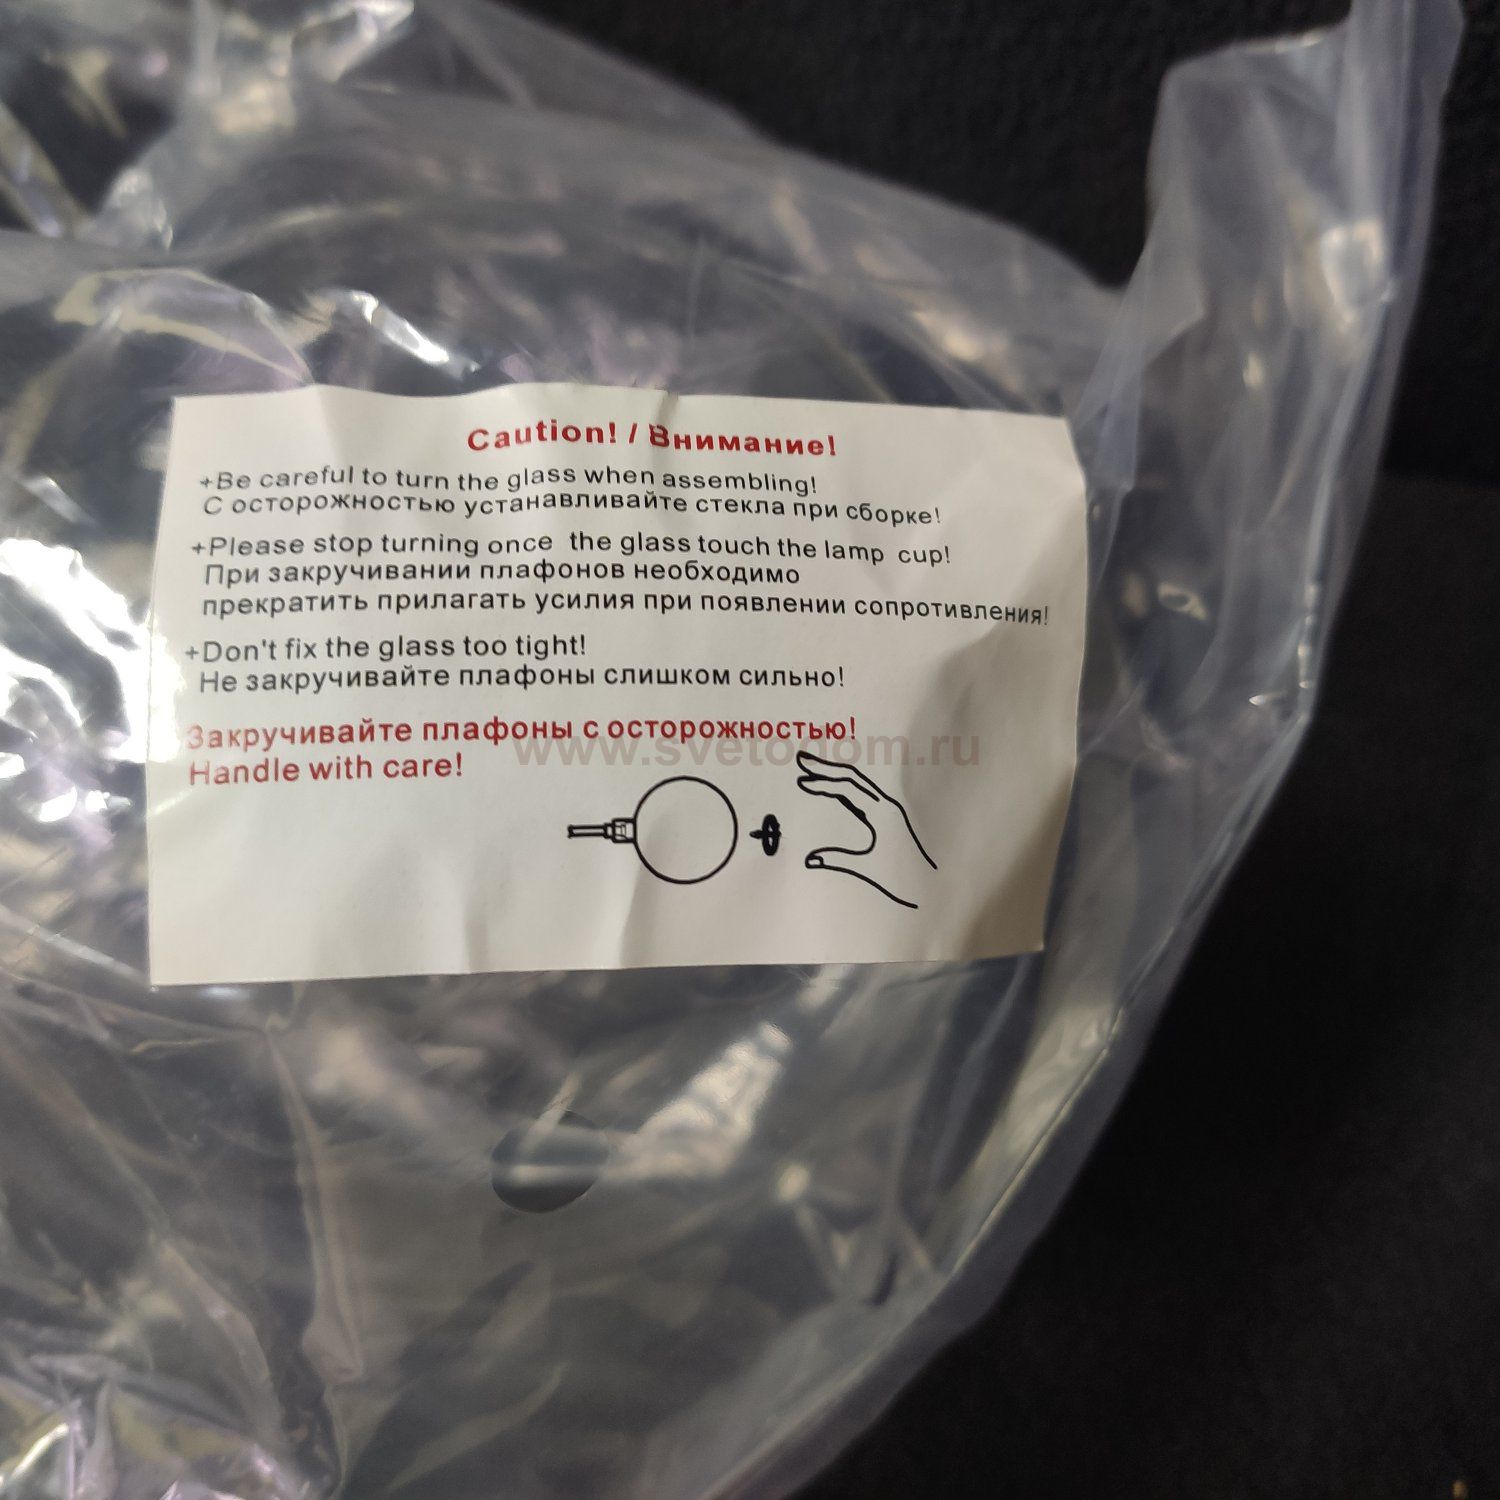 Caution! / Внимание!
+Be careful to turn the glass when assembling!
С осторожностью устанавливайте стекла при сборке!
+Please stop turning once the glass touch the lamp cup!
При закручивании плафонов необходимо
прекратить прилагать усилия при появлении сопротивления!
+Don't fix the glass too tight!
Не закручивайте плафоны слишком сильно!
Закручивайте плафоны с осторожностью!
www.svetodom.ru
Handle with care!